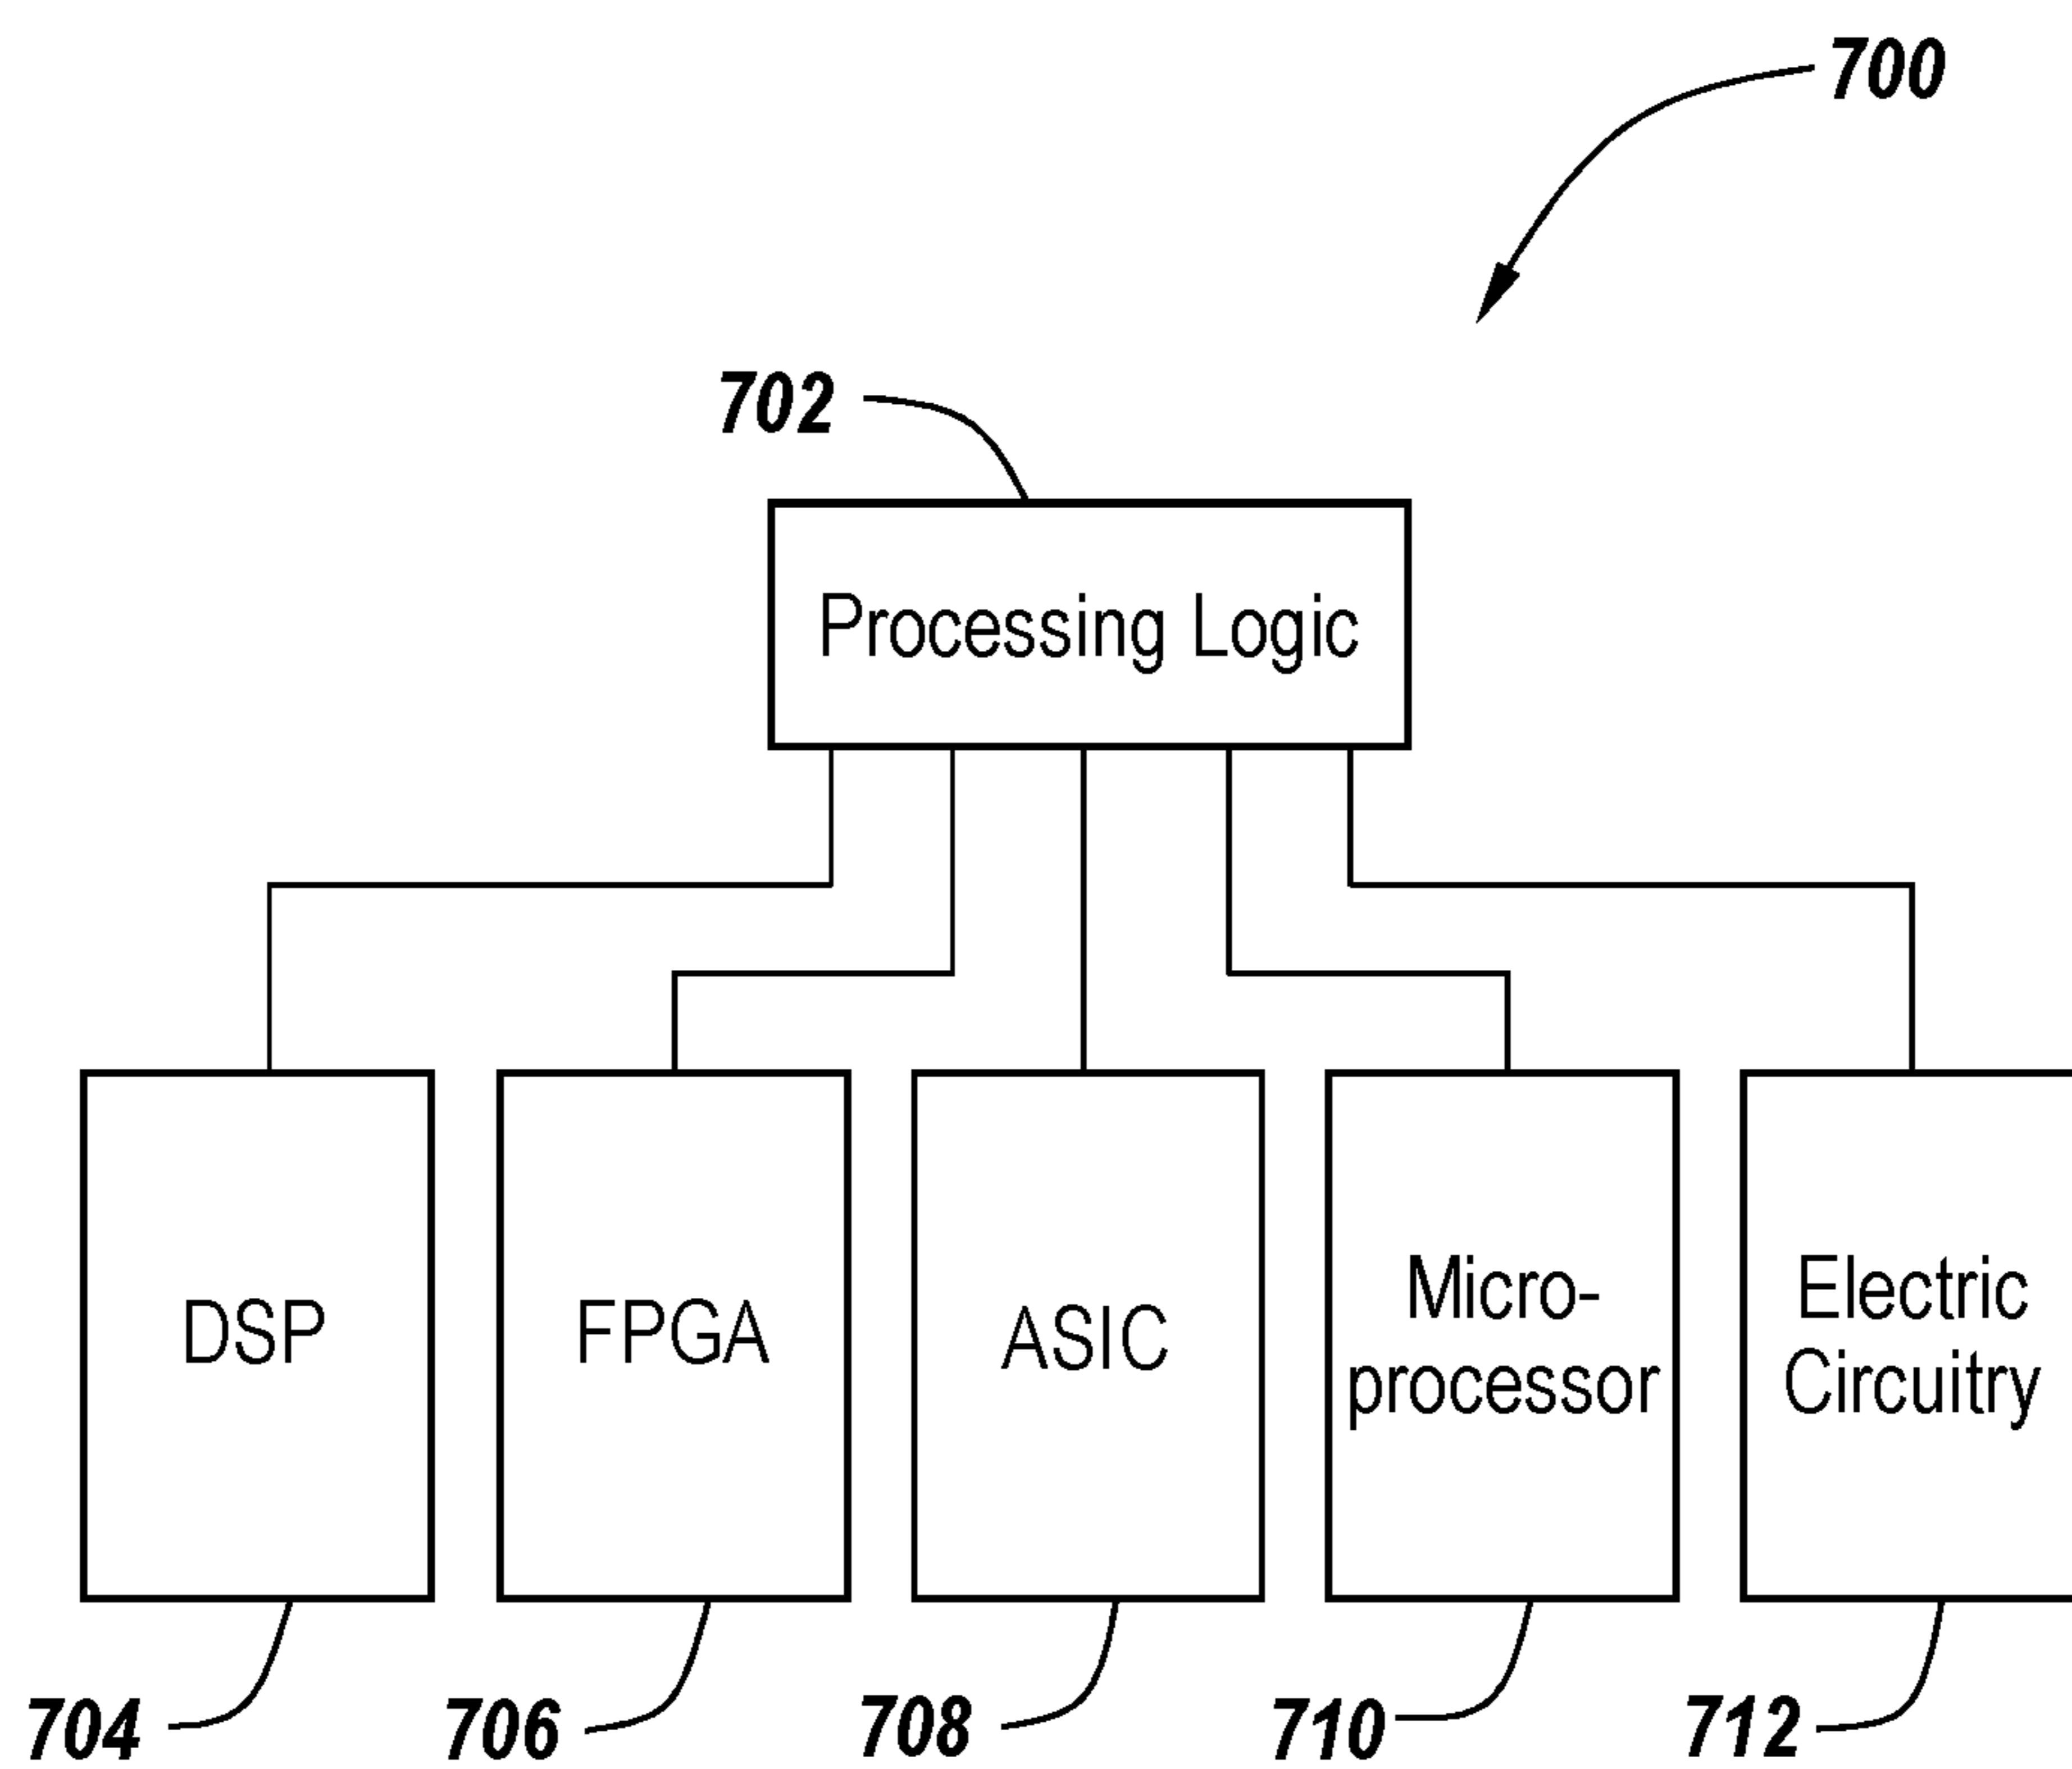 700
702
Processing Logic
DSP
FPGA
ASIC
Micro-
processor
Electric
Circuitry
704
706
708
710
712